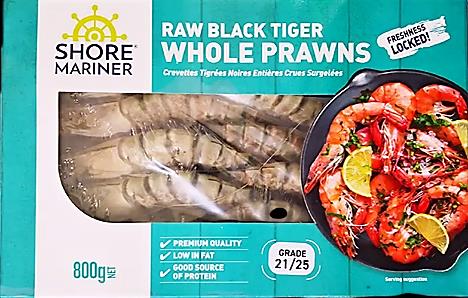 SHORE
MARINER®
RAW BLACK TIGER
WHOLE PRAWNS
Crevettes Tigrées Noires Entières Crues Surgelées
FRESHNESS
LOCKED!
PREMIUM QUALITY
LOW IN FAT
GOOD SOURCE
OF PROTEIN
GRADE
21/25
800g NET
Serving suggestion